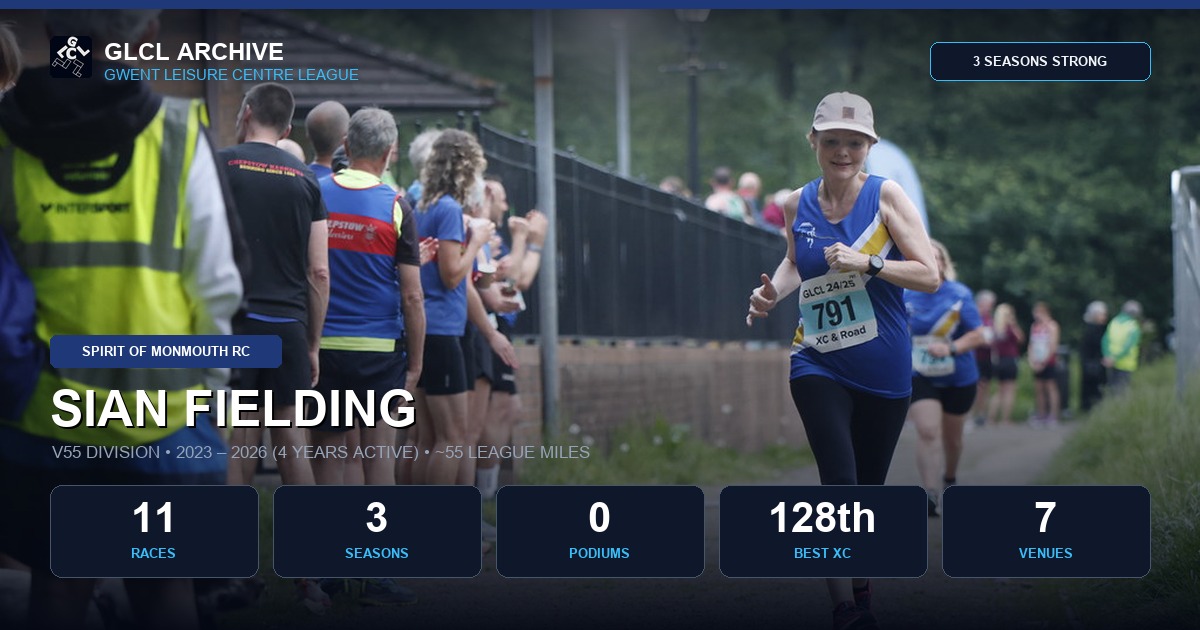 GLCL ARCHIVE
GWENT LEISURE CENTRE LEAGUE
3 SEASONS STRONG
INTERSPORT
GLCL 24/25
791
XC & Road
SPIRIT OF MONMOUTH RC
SIAN FIELDING
V55 DIVISION • 2023 – 2026 (4 YEARS ACTIVE) • ~55 LEAGUE MILES
11
RACES
3
SEASONS
0
PODIUMS
128th
BEST XC
7
VENUES